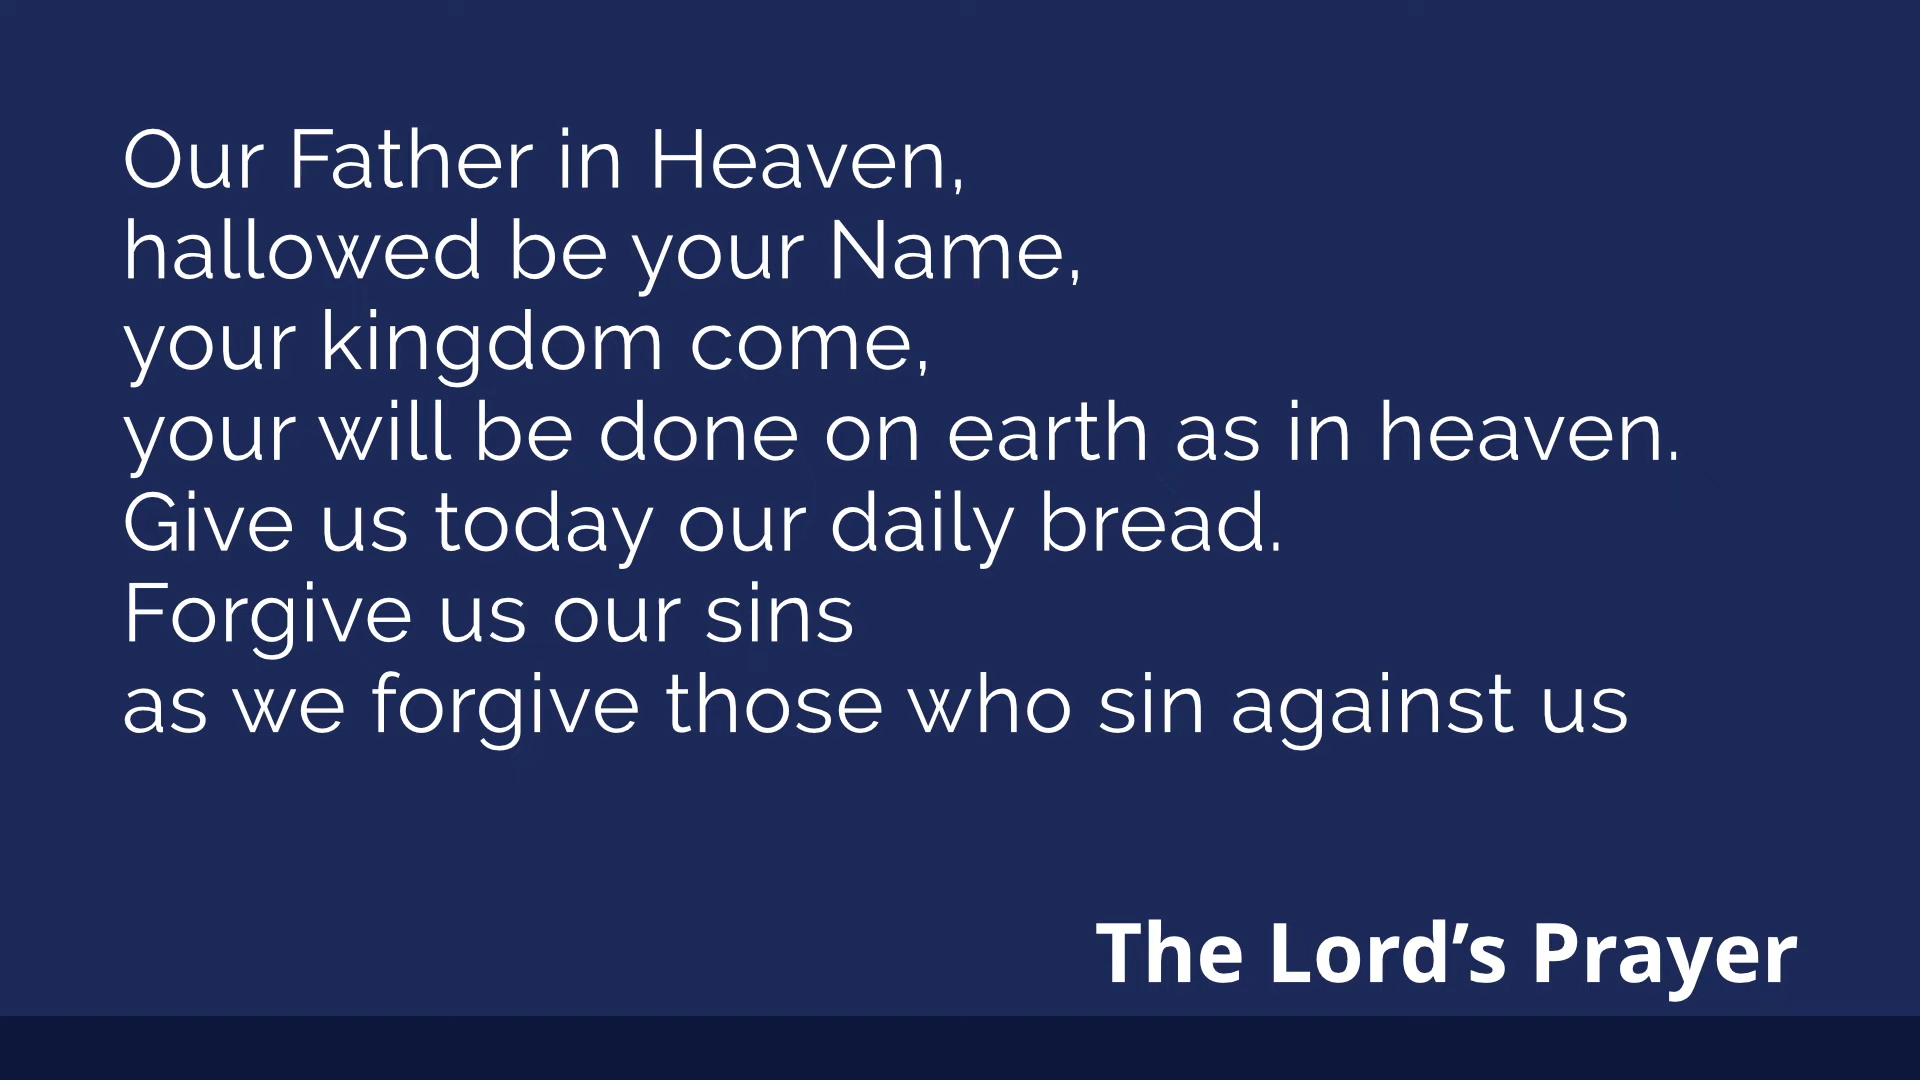 Our Father in Heaven,
hallowed be your Name,
your kingdom come,
your will be done on earth as in heaven.
Give us today our daily bread.
Forgive us our sins
as we forgive those who sin against us
The Lord’s Prayer